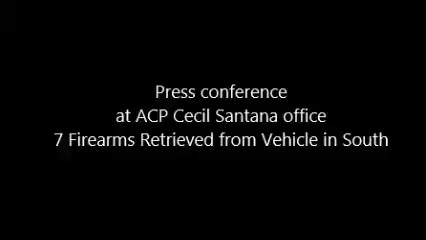 Press conference
at ACP Cecil Santana office
7 Firearms Retrieved from Vehicle in South